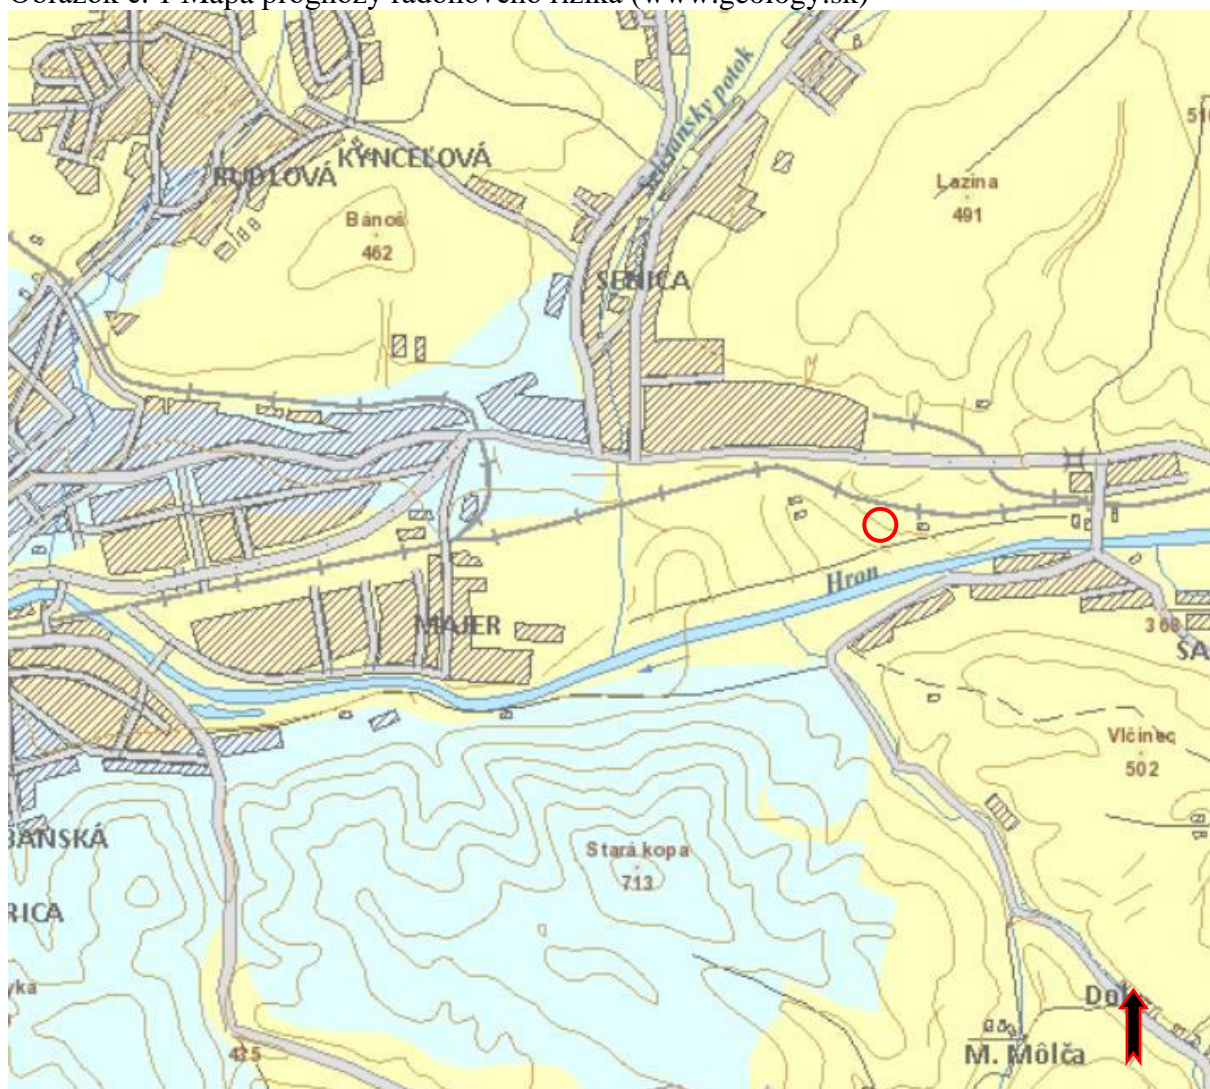 Obrázok č. 1 Mapa prognózy radónového rizika (www.geology.sk)
Selčiansky potok
KYNCEĽOVÁ
RUDLOVÁ
Bánoš
462
Lazina
491
SENICA
Hron
MAJER
368
Vlčinec
502
BANSKÁ
Stará kopa
713
RICA
435
M. Môlča